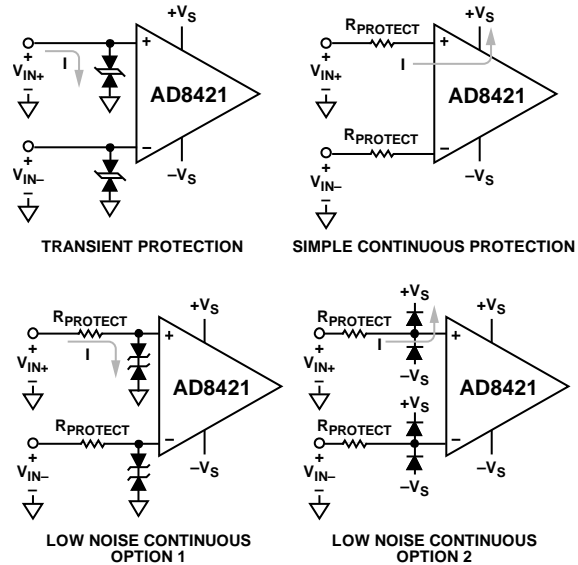 +VS
I
+
AD8421
VIN+
+
–
VIN–
+
–
–
–VS
TRANSIENT PROTECTION
RPROTECT
+VS
I
+
AD8421
VIN+
+
–
RPROTECT
VIN–
+
–
–
–VS
SIMPLE CONTINUOUS PROTECTION
RPROTECT
+VS
I
+
AD8421
VIN+
+
–
RPROTECT
VIN–
+
–
–
–VS
LOW NOISE CONTINUOUS
OPTION 1
+VS
+VS
RPROTECT
I
+
AD8421
VIN+
+
–
–VS
+VS
RPROTECT
VIN–
+
–
–
–VS
–VS
LOW NOISE CONTINUOUS
OPTION 2